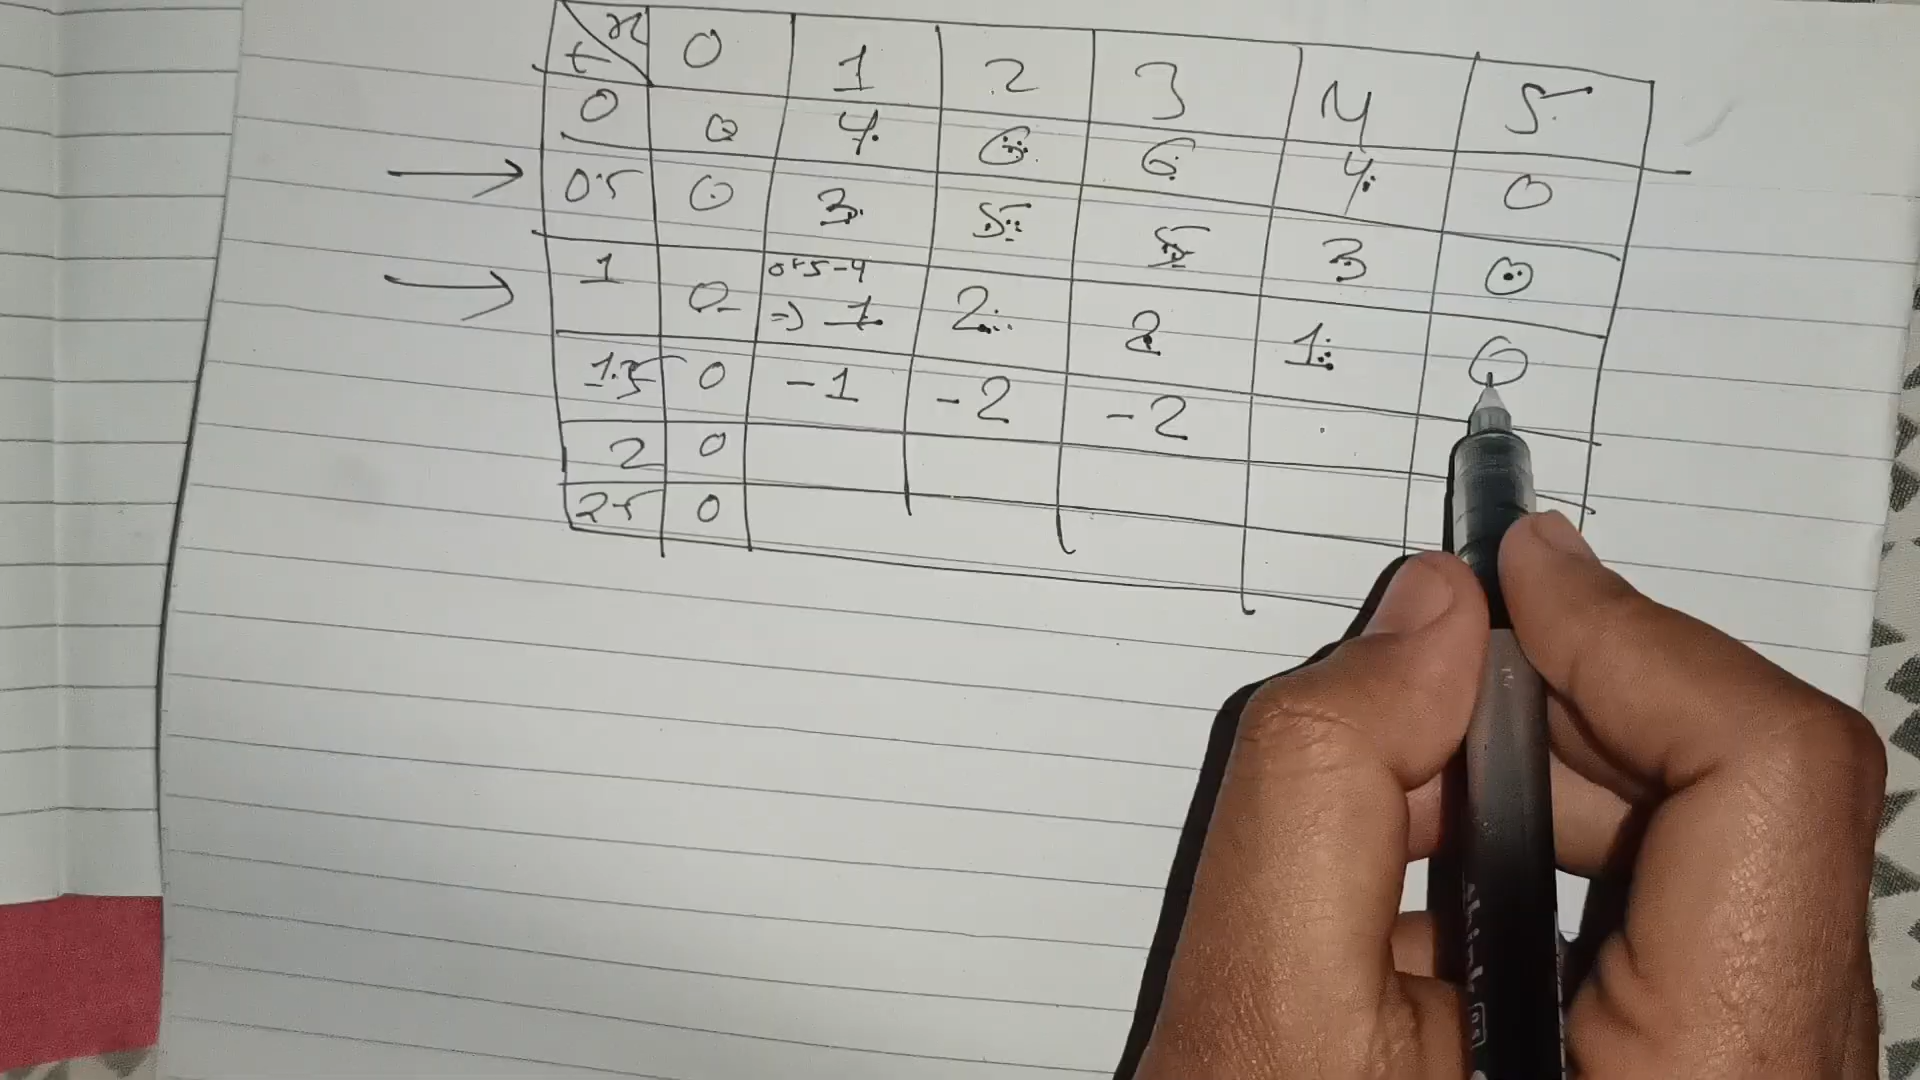 x 0 1 2 3 4 5
t
0 0 4 6 6 4 0
0.5 0 3 5 5 3 0
0+5-4
1 0 => 1 2 2 1 0
1.5 0 -1 -2 -2
2 0
2.5 0